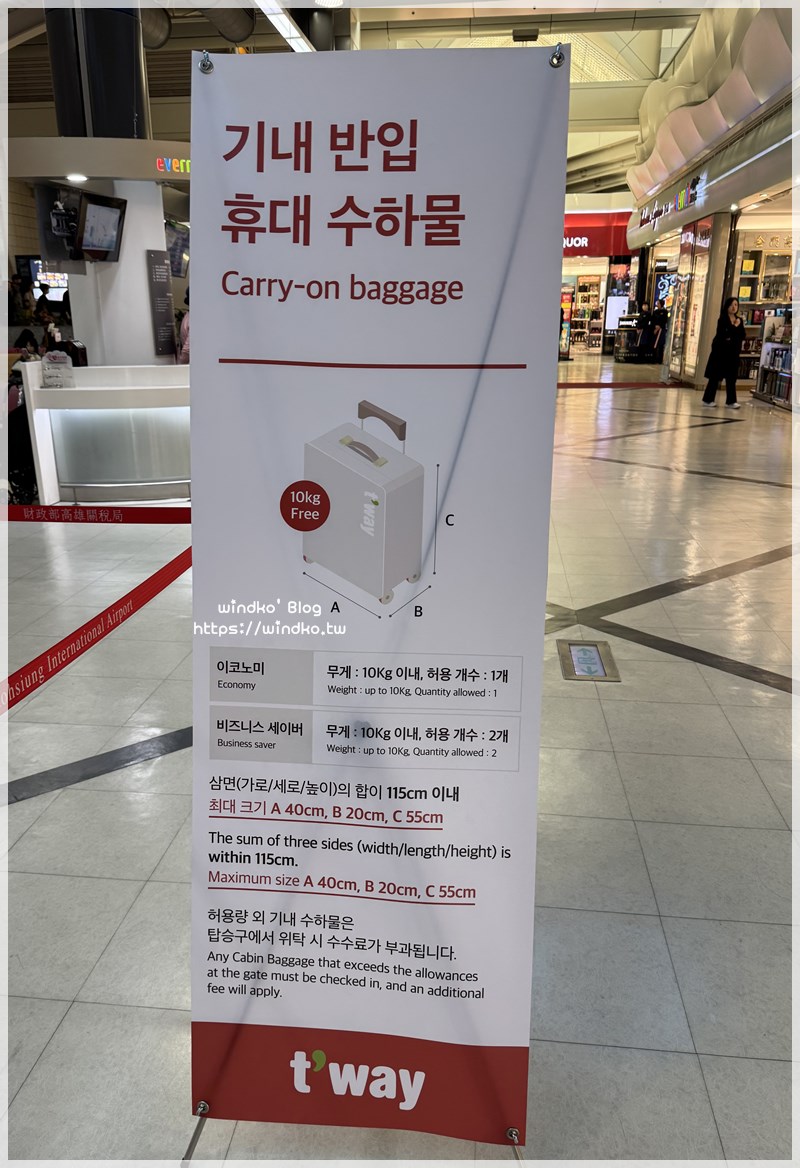 기내 반입
휴대 수하물
Carry-on baggage
10kg
Free
t'way
C
A
B
windko' Blog
https://windko.tw
이코노미
Economy
무게 : 10Kg 이내, 허용 개수 : 1개
Weight : up to 10Kg, Quantity allowed : 1
비즈니스 세이버
Business saver
무게 : 10Kg 이내, 허용 개수 : 2개
Weight : up to 10Kg, Quantity allowed : 2
삼면(가로/세로/높이)의 합이 115cm 이내
최대 크기 A 40cm, B 20cm, C 55cm
The sum of three sides (width/length/height) is
within 115cm.
Maximum size A 40cm, B 20cm, C 55cm
허용량 외 기내 수하물은
탑승구에서 위탁 시 수수료가 부과됩니다.
Any Cabin Baggage that exceeds the allowances
at the gate must be checked in, and an additional
fee will apply.
t'way
財政部高雄關稅局
International Airport